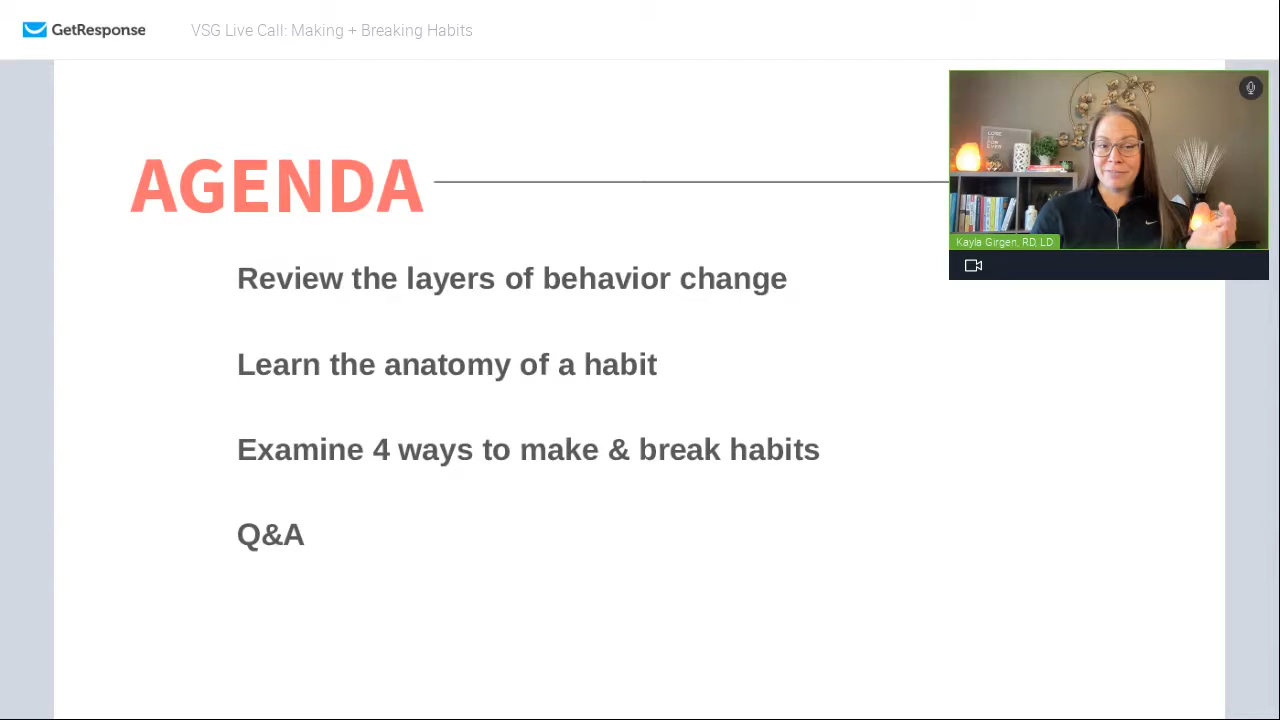 GetResponse
VSG Live Call: Making + Breaking Habits
AGENDA
Kayla Girgen, RD, LD
Review the layers of behavior change
Learn the anatomy of a habit
Examine 4 ways to make & break habits
Q&A